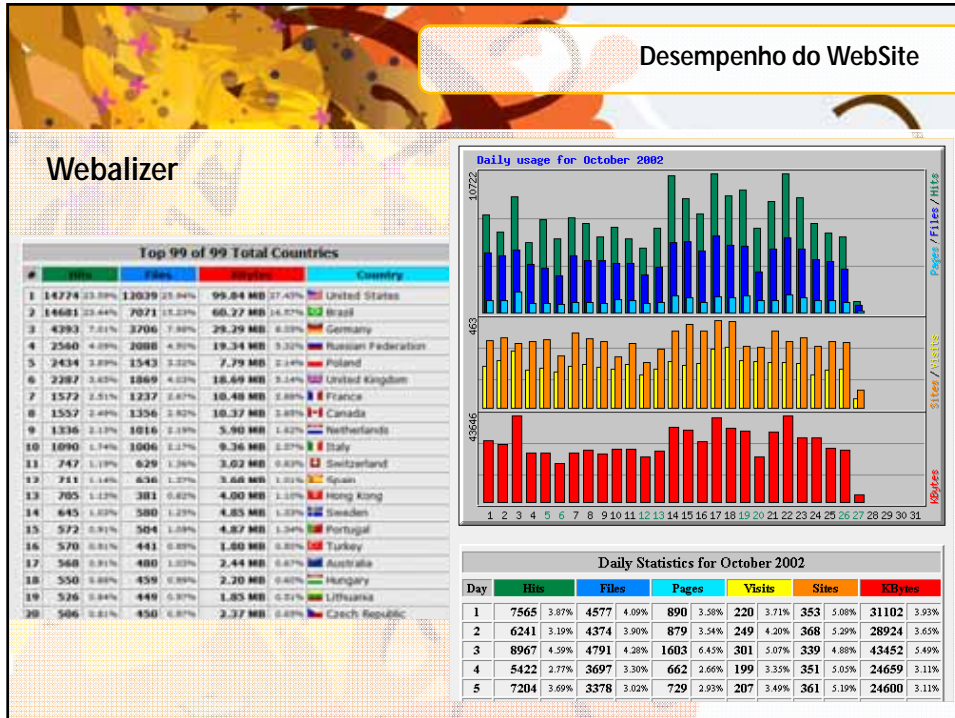 Desempenho do WebSite
Webalizer
Top 99 of 99 Total Countries
# Hits Files KBytes Country
1 14774 12039 99.84 MB United States
2 14681 7071 60.27 MB Brazil
3 4393 3706 29.29 MB Germany
4 2560 2088 19.34 MB Russian Federation
5 2434 1543 7.79 MB Poland
6 2287 1869 18.69 MB United Kingdom
7 1572 1237 10.48 MB France
8 1557 1356 10.37 MB Canada
9 1336 1016 5.90 MB Netherlands
10 1090 1006 9.36 MB Italy
11 747 629 3.02 MB Switzerland
12 711 636 3.68 MB Spain
13 705 381 4.00 MB Hong Kong
14 645 580 4.85 MB Sweden
15 572 504 4.87 MB Portugal
16 570 441 1.80 MB Turkey
17 568 480 2.44 MB Australia
18 550 459 2.20 MB Hungary
19 526 449 1.85 MB Lithuania
20 506 450 2.37 MB Czech Republic
Daily usage for October 2002
10722
Pages / Files / Hits
463
Sites / Visits
43646
KBytes
1 2 3 4 5 6 7 8 9 10 11 12 13 14 15 16 17 18 19 20 21 22 23 24 25 26 27 28 29 30 31
Daily Statistics for October 2002
Day Hits Files Pages Visits Sites KBytes
1 7565 3.87% 4577 4.09% 890 3.58% 220 3.71% 353 5.08% 31102 3.93%
2 6241 3.19% 4374 3.90% 879 3.54% 249 4.20% 368 5.29% 28924 3.65%
3 8967 4.59% 4791 4.28% 1603 6.45% 301 5.07% 339 4.88% 43452 5.49%
4 5422 2.77% 3697 3.30% 662 2.66% 199 3.35% 351 5.05% 24659 3.11%
5 7204 3.69% 3378 3.02% 729 2.93% 207 3.49% 361 5.19% 24600 3.11%